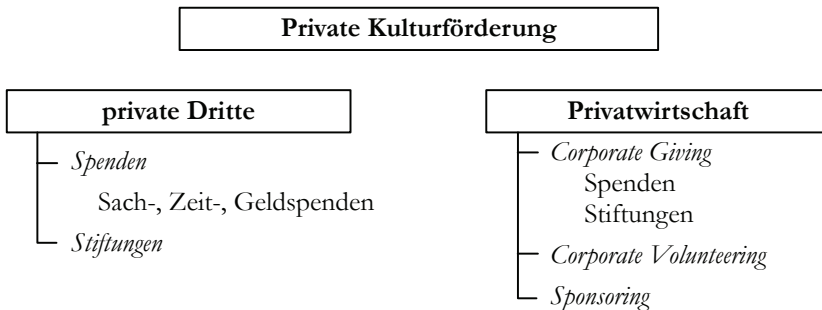 Private Kulturförderung
private Dritte
Spenden
Sach-, Zeit-, Geldspenden
Stiftungen
Privatwirtschaft
Corporate Giving
Spenden
Stiftungen
Corporate Volunteering
Sponsoring